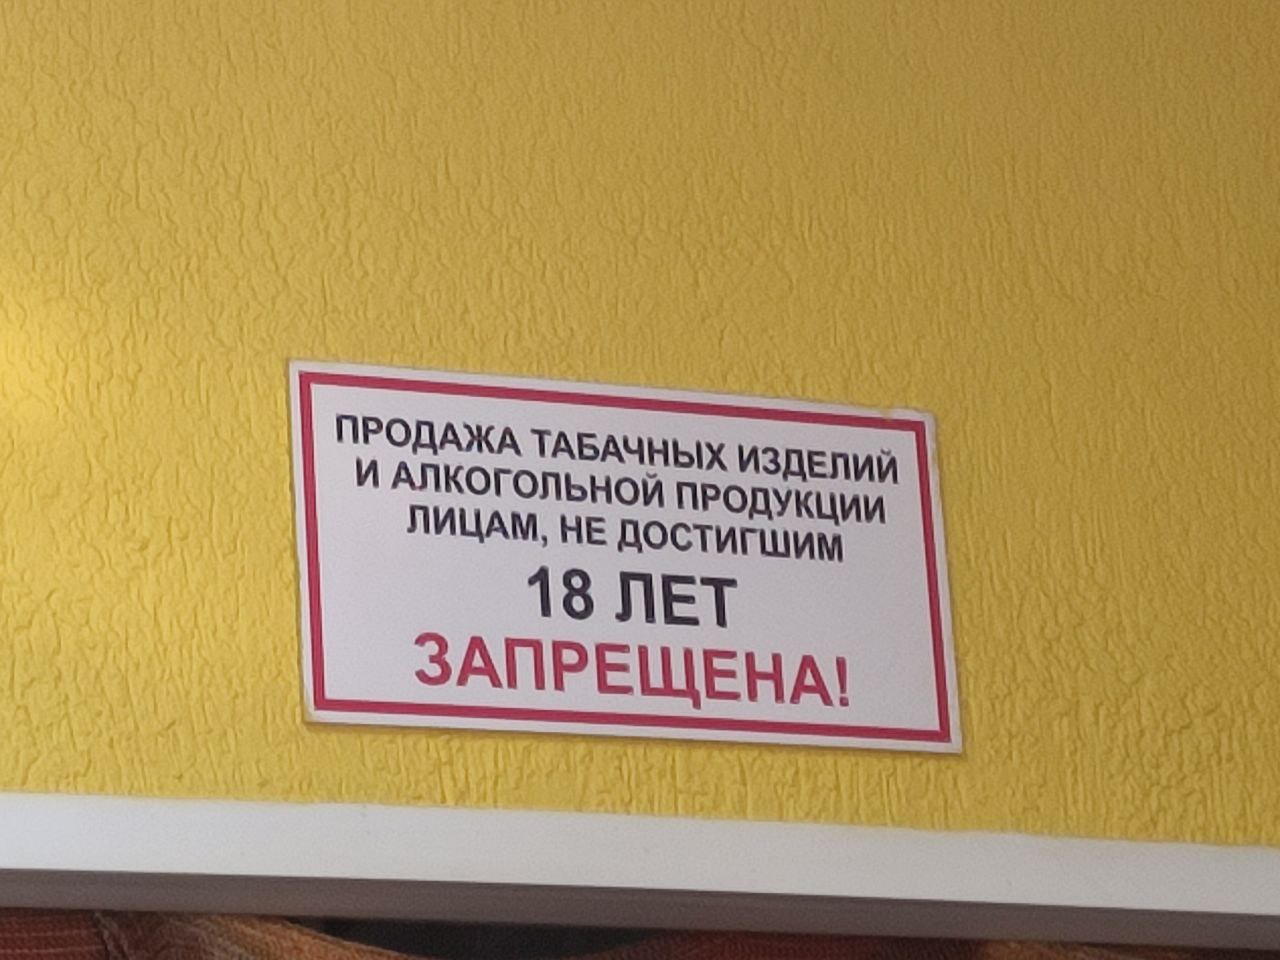 ПРОДАЖА ТАБАЧНЫХ ИЗДЕЛИЙ
И АЛКОГОЛЬНОЙ ПРОДУКЦИИ
ЛИЦАМ, НЕ ДОСТИГШИМ
18 ЛЕТ
ЗАПРЕЩЕНА!